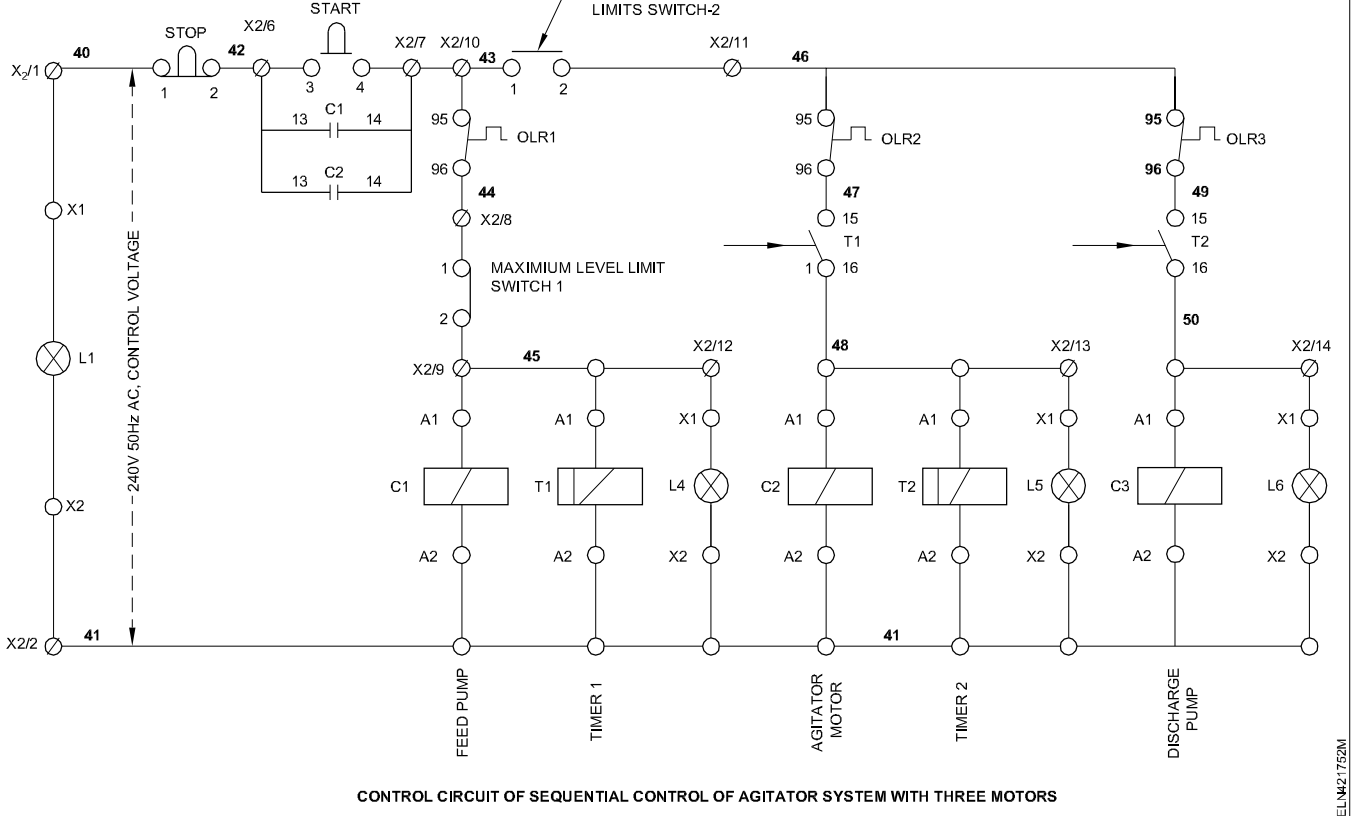 START
LIMITS SWITCH-2
STOP
X2/6
X2/7
X2/10
X2/11
40
42
43
46
X2/1
1
2
3
4
1
2
13
C1
14
95
OLR1
95
OLR2
95
OLR3
13
C2
14
96
96
96
44
47
49
X2/8
15
15
X1
T1
T2
1
MAXIMIUM LEVEL LIMIT
SWITCH 1
1
16
16
2
50
240V 50Hz AC, CONTROL VOLTAGE
L1
X2/9
45
X2/12
48
X2/13
X2/14
A1
A1
X1
A1
A1
X1
A1
X1
C1
T1
L4
C2
T2
L5
C3
L6
X2
A2
A2
X2
A2
A2
X2
A2
X2
X2/2
41
41
FEED PUMP
TIMER 1
AGITATOR
MOTOR
TIMER 2
DISCHARGE
PUMP
CONTROL CIRCUIT OF SEQUENTIAL CONTROL OF AGITATOR SYSTEM WITH THREE MOTORS
ELN421752M